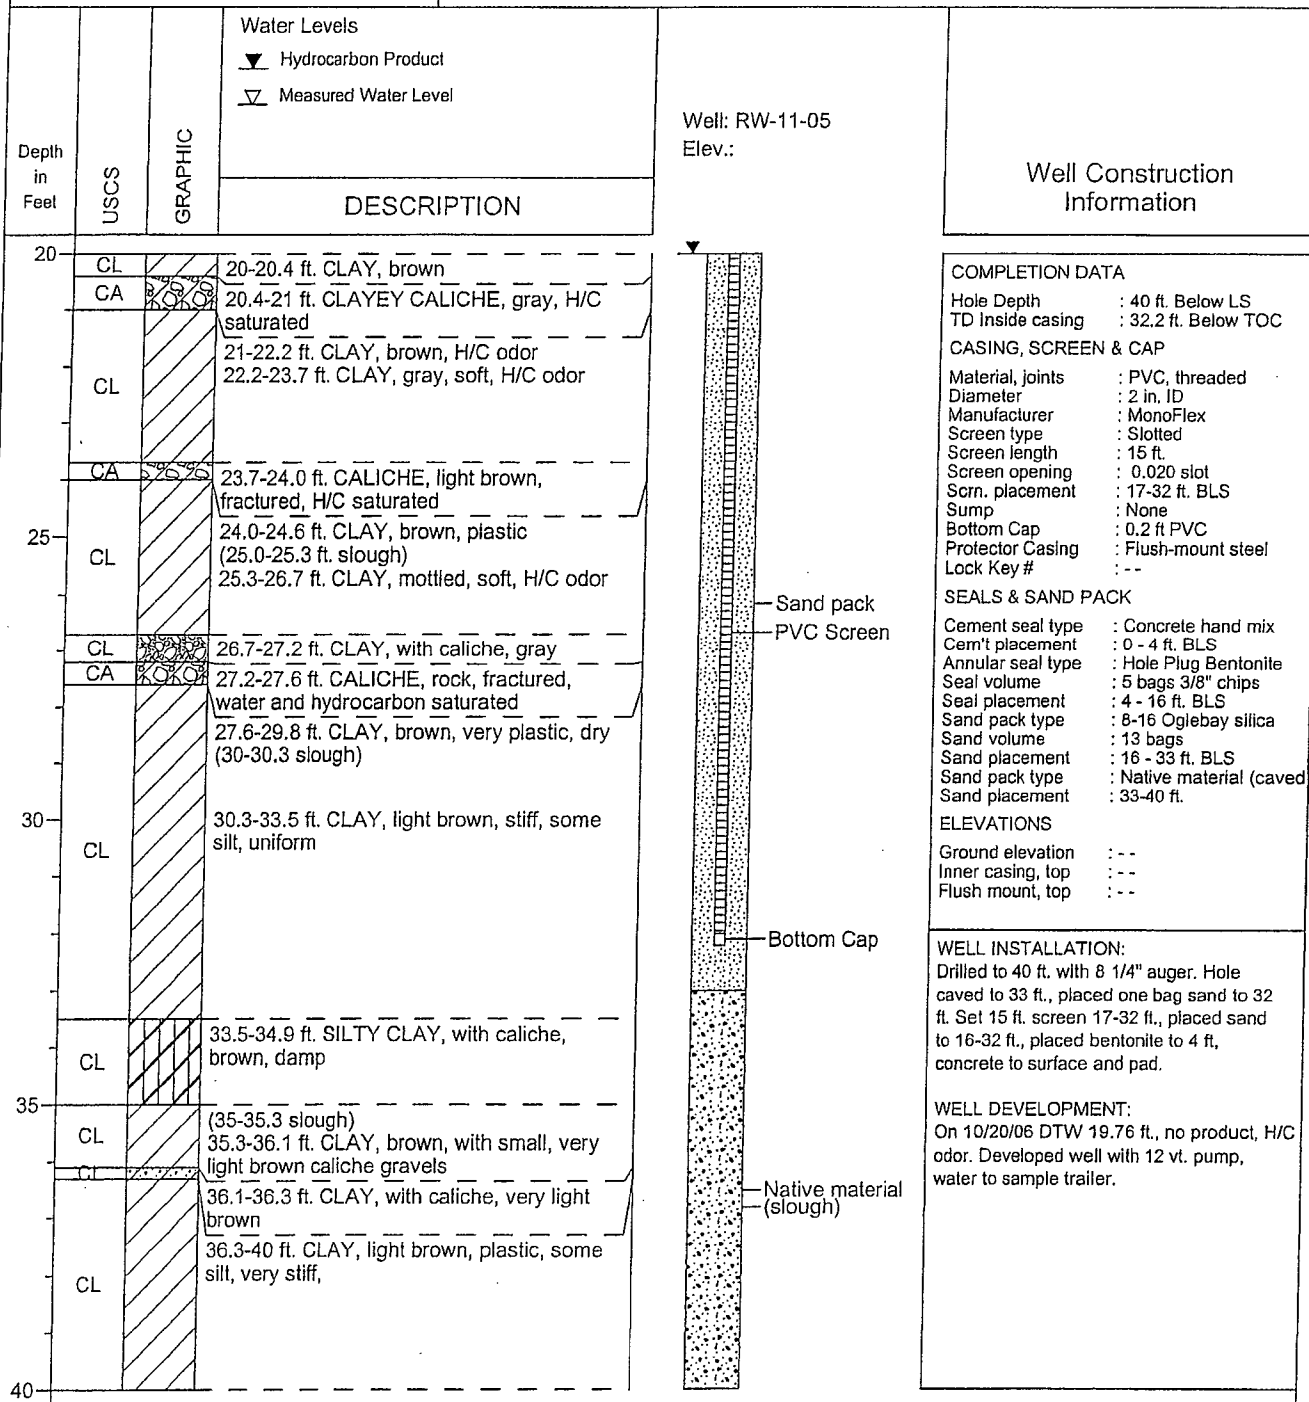 Water Levels
Hydrocarbon Product
Measured Water Level
Depth
in
Feet
USCS
GRAPHIC
DESCRIPTION
Well: RW-11-05
Elev.:
Well Construction
Information
20
CL
20-20.4 ft. CLAY, brown
CA
20.4-21 ft. CLAYEY CALICHE, gray, H/C
saturated
CL
21-22.2 ft. CLAY, brown, H/C odor
22.2-23.7 ft. CLAY, gray, soft, H/C odor
CA
23.7-24.0 ft. CALICHE, light brown,
fractured, H/C saturated
25
CL
24.0-24.6 ft. CLAY, brown, plastic
(25.0-25.3 ft. slough)
25.3-26.7 ft. CLAY, mottled, soft, H/C odor
CL
26.7-27.2 ft. CLAY, with caliche, gray
CA
27.2-27.6 ft. CALICHE, rock, fractured,
water and hydrocarbon saturated
27.6-29.8 ft. CLAY, brown, very plastic, dry
(30-30.3 slough)
30
CL
30.3-33.5 ft. CLAY, light brown, stiff, some
silt, uniform
CL
33.5-34.9 ft. SILTY CLAY, with caliche,
brown, damp
35
CL
(35-35.3 slough)
35.3-36.1 ft. CLAY, brown, with small, very
light brown caliche gravels
CL
36.1-36.3 ft. CLAY, with caliche, very light
brown
CL
36.3-40 ft. CLAY, light brown, plastic, some
silt, very stiff,
40
Sand pack
PVC Screen
Bottom Cap
Native material
(slough)
COMPLETION DATA
Hole Depth : 40 ft. Below LS
TD Inside casing : 32.2 ft. Below TOC
CASING, SCREEN & CAP
Material, joints : PVC, threaded
Diameter : 2 in. ID
Manufacturer : MonoFlex
Screen type : Slotted
Screen length : 15 ft.
Screen opening : 0.020 slot
Scrn. placement : 17-32 ft. BLS
Sump : None
Bottom Cap : 0.2 ft PVC
Protector Casing : Flush-mount steel
Lock Key # : --
SEALS & SAND PACK
Cement seal type : Concrete hand mix
Cem't placement : 0 - 4 ft. BLS
Annular seal type : Hole Plug Bentonite
Seal volume : 5 bags 3/8" chips
Seal placement : 4 - 16 ft. BLS
Sand pack type : 8-16 Oglebay silica
Sand volume : 13 bags
Sand placement : 16 - 33 ft. BLS
Sand pack type : Native material (caved
Sand placement : 33-40 ft.
ELEVATIONS
Ground elevation : --
Inner casing, top : --
Flush mount, top : --
WELL INSTALLATION:
Drilled to 40 ft. with 8 1/4" auger. Hole
caved to 33 ft., placed one bag sand to 32
ft. Set 15 ft. screen 17-32 ft., placed sand
to 16-32 ft., placed bentonite to 4 ft,
concrete to surface and pad.
WELL DEVELOPMENT:
On 10/20/06 DTW 19.76 ft., no product, H/C
odor. Developed well with 12 vt. pump,
water to sample trailer.